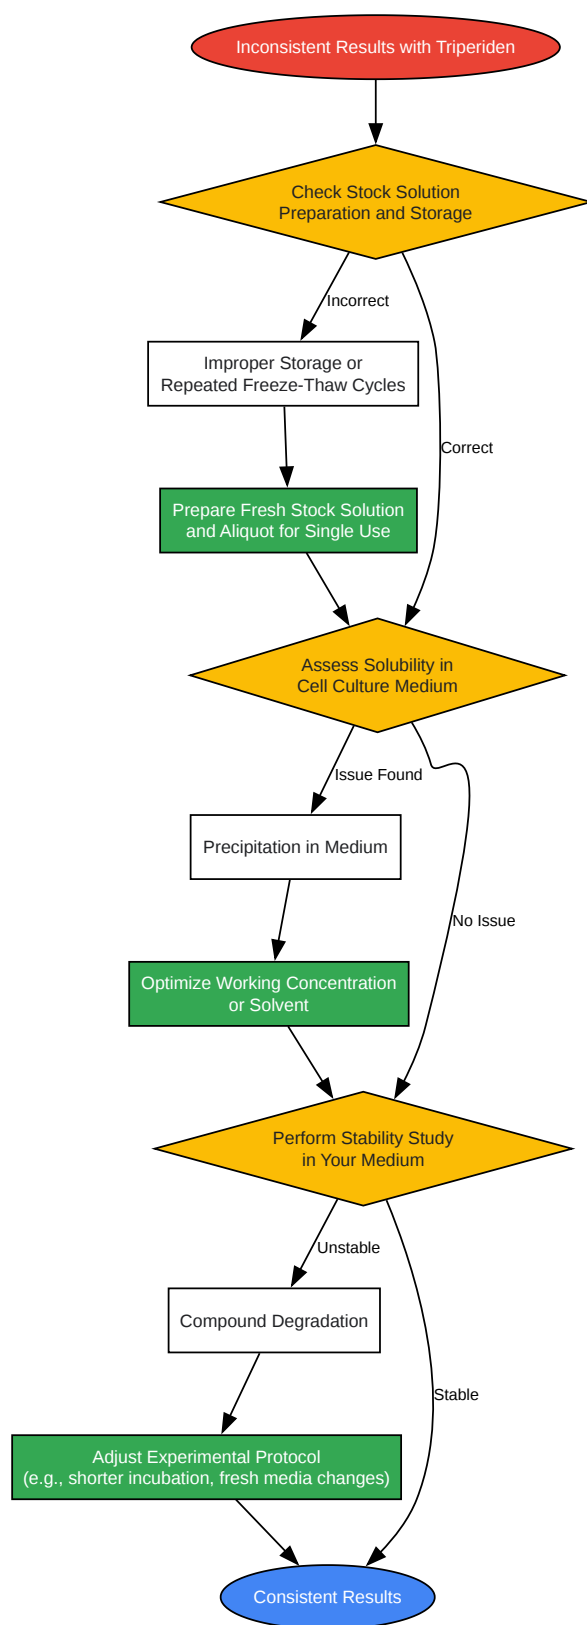 Inconsistent Results with Triperiden
Check Stock Solution
Preparation and Storage
Incorrect
Improper Storage or
Repeated Freeze-Thaw Cycles
Correct
Prepare Fresh Stock Solution
and Aliquot for Single Use
Assess Solubility in
Cell Culture Medium
Issue Found
Precipitation in Medium
No Issue
Optimize Working Concentration
or Solvent
Perform Stability Study
in Your Medium
Unstable
Compound Degradation
Stable
Adjust Experimental Protocol
(e.g., shorter incubation, fresh media changes)
Consistent Results